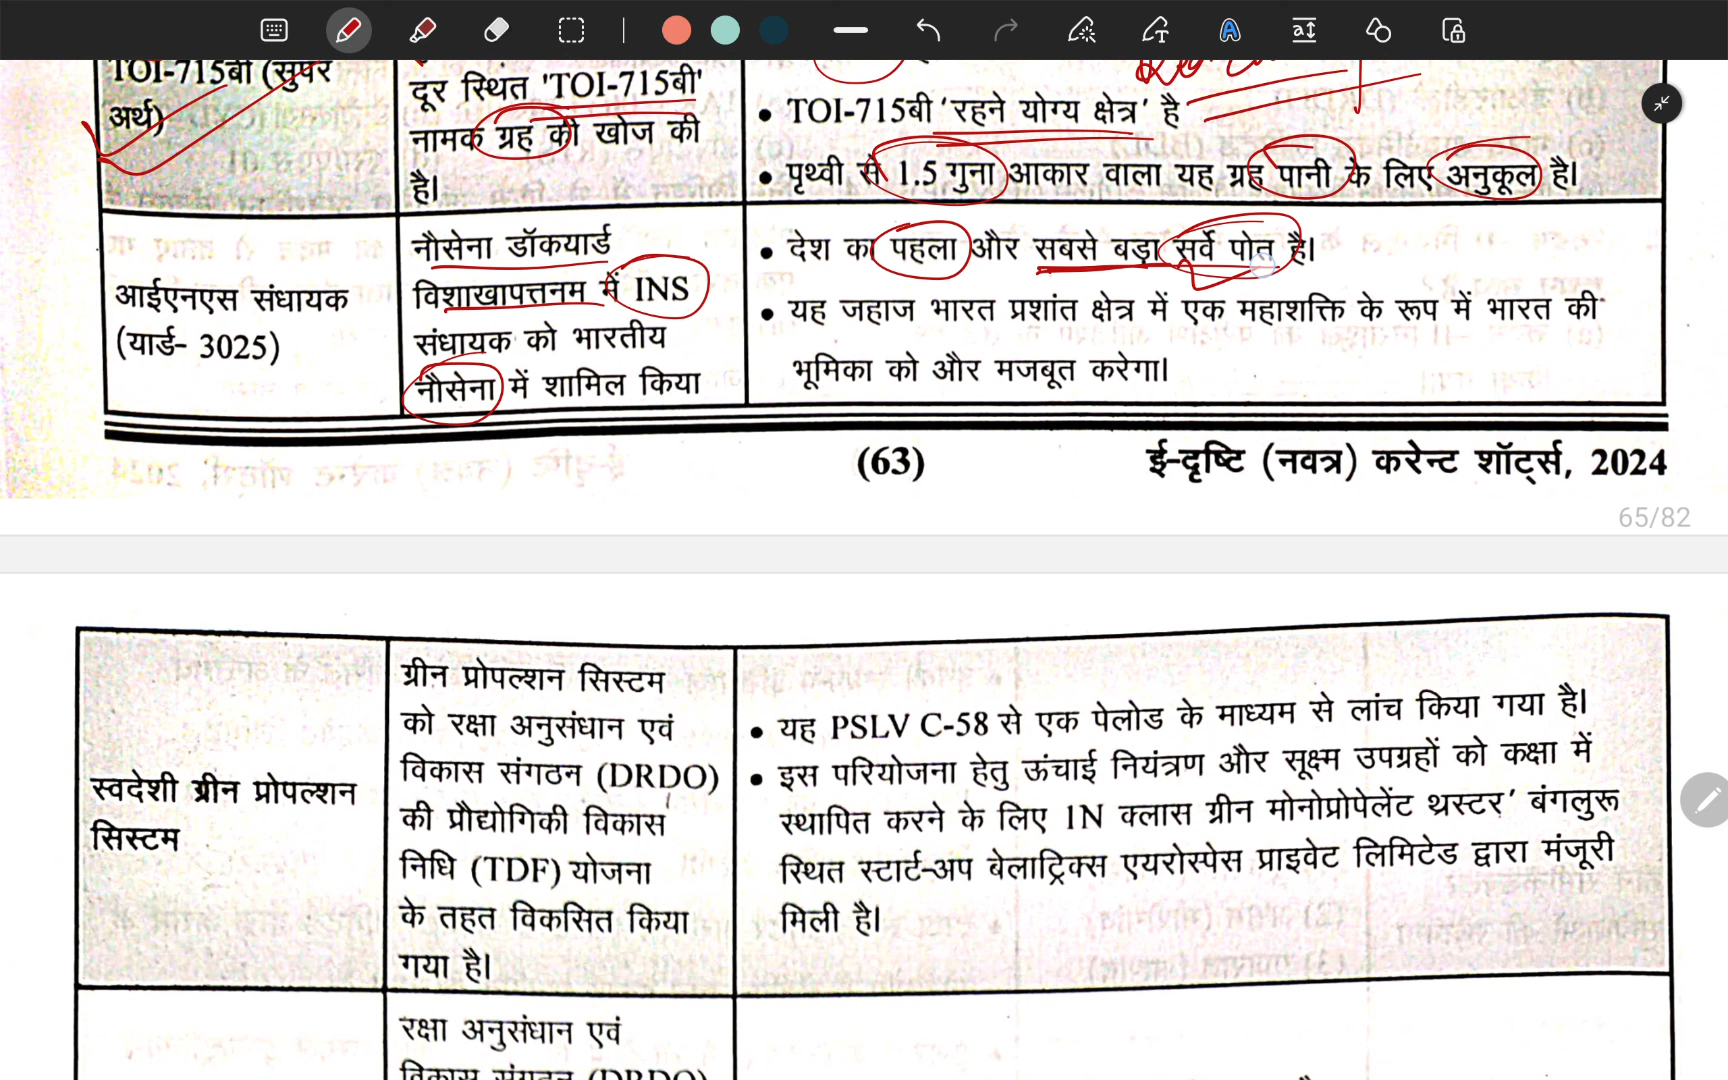 TOI-715बी (सुपर
अर्थ)
दूर स्थित 'TOI-715बी'
नामक ग्रह की खोज की
है।
• TOI-715बी 'रहने योग्य क्षेत्र' है
• पृथ्वी से 1.5 गुना आकार वाला यह ग्रह पानी के लिए अनुकूल है।
आईएनएस संधायक
(यार्ड- 3025)
नौसेना डॉकयार्ड
विशाखापत्तनम में INS
संधायक को भारतीय
नौसेना में शामिल किया
• देश का पहला और सबसे बड़ा सर्वे पोत है।
• यह जहाज भारत प्रशांत क्षेत्र में एक महाशक्ति के रूप में भारत की
भूमिका को और मजबूत करेगा।
(63)
ई-दृष्टि (नवत्र) करेन्ट शॉर्ट्स, 2024
65/82
स्वदेशी ग्रीन प्रोपल्शन
सिस्टम
ग्रीन प्रोपल्शन सिस्टम
को रक्षा अनुसंधान एवं
विकास संगठन (DRDO)
की प्रौद्योगिकी विकास
निधि (TDF) योजना
के तहत विकसित किया
गया है।
• यह PSLV C-58 से एक पेलोड के माध्यम से लांच किया गया है।
• इस परियोजना हेतु ऊंचाई नियंत्रण और सूक्ष्म उपग्रहों को कक्षा में
स्थापित करने के लिए 1N क्लास ग्रीन मोनोप्रोपेलेंट थ्रस्टर' बंगलुरू
स्थित स्टार्ट-अप बेलाट्रिक्स एयरोस्पेस प्राइवेट लिमिटेड द्वारा मंजूरी
मिली है।
रक्षा अनुसंधान एवं
विकास संगठन (DRDO)